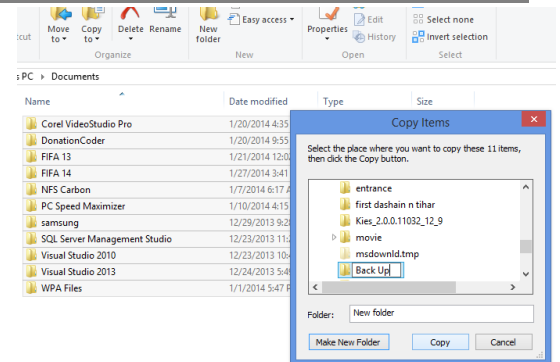 cut Move to Copy to Delete Rename New folder Easy access Properties Edit History Select none Invert selection
Organize New Open Select
s PC Documents
Name Date modified Type Size
Corel VideoStudio Pro 1/20/2014 4:35
DonationCoder 1/20/2014 9:55
FIFA 13 1/21/2014 12:02
FIFA 14 1/27/2014 3:41
NFS Carbon 1/7/2014 6:17 A
PC Speed Maximizer 1/10/2014 4:15
samsung 12/29/2013 9:28
SQL Server Management Studio 12/23/2013 11:2
Visual Studio 2010 12/23/2013 10:4
Visual Studio 2013 12/24/2013 5:49
WPA Files 1/1/2014 5:47 P
Copy Items
Select the place where you want to copy these 11 items,
then click the Copy button.
entrance
first dashain n tihar
Kies_2.0.0.11032_12_9
movie
msdownld.tmp
Back Up
Folder: New folder
Make New Folder Copy Cancel